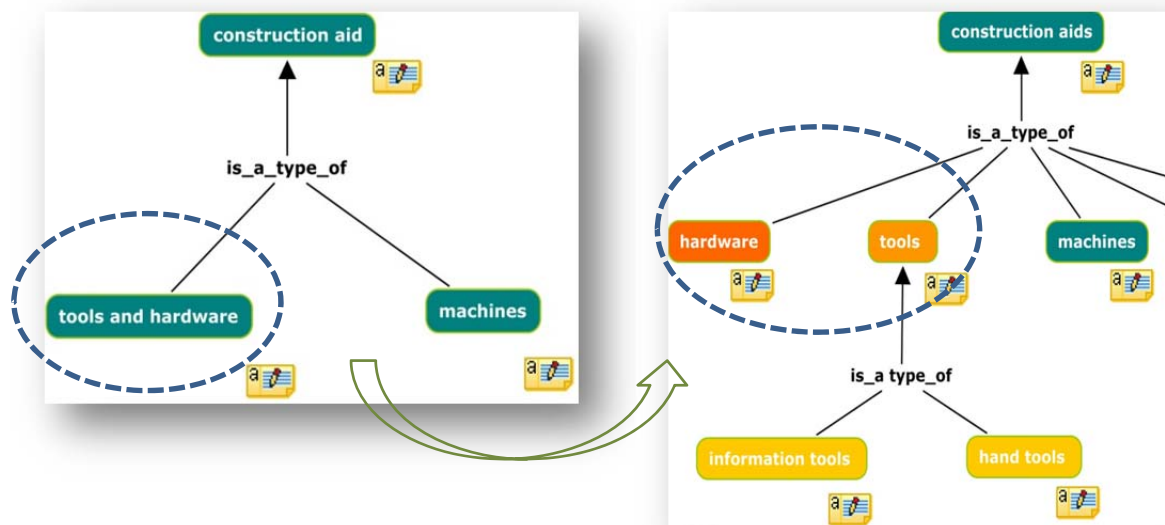 construction aid
a
is_a_type_of
tools and hardware
machines
a
a
construction aids
a
is_a_type_of
hardware
tools
machines
a
a
a
is_a type_of
information tools
hand tools
a
a